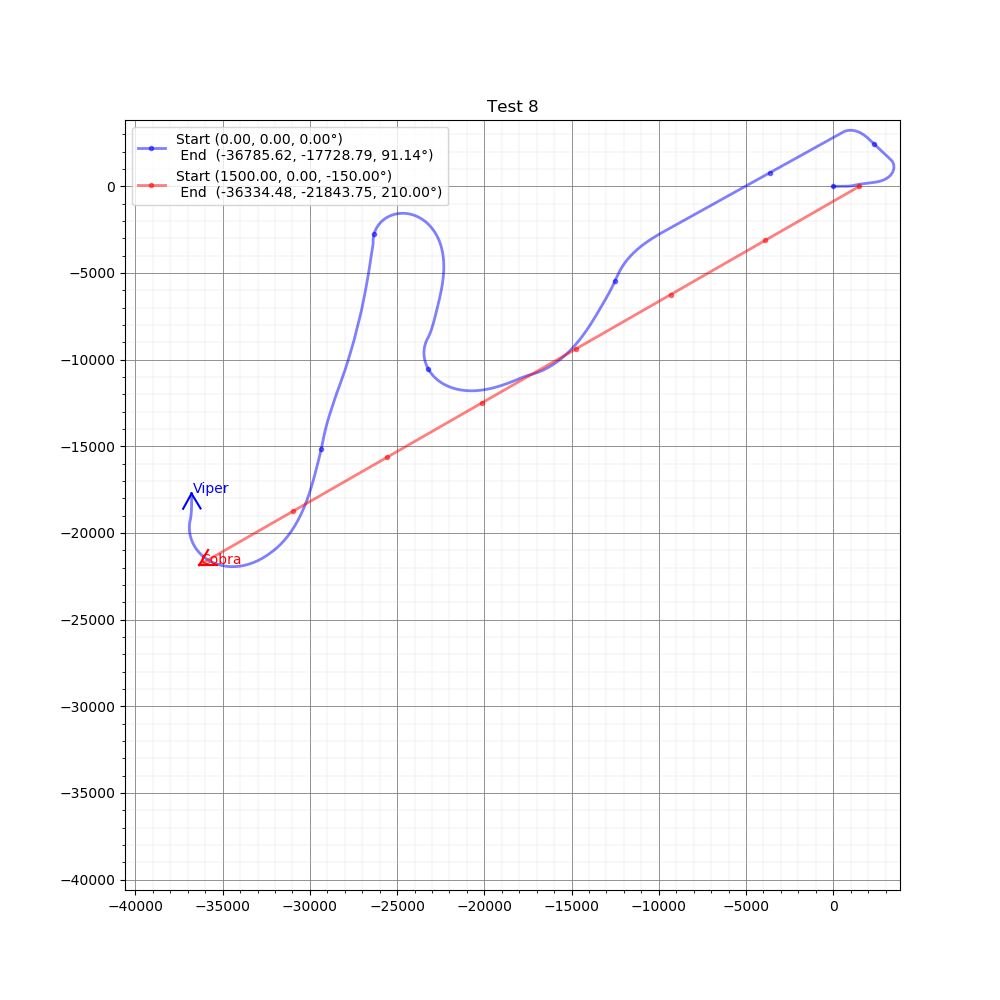 Test 8
Start (0.00, 0.00, 0.00°)
End (-36785.62, -17728.79, 91.14°)
Start (1500.00, 0.00, -150.00°)
End (-36334.48, -21843.75, 210.00°)
0
−5000
−10000
−15000
−20000
−25000
−30000
−35000
−40000
Viper
Cobra
−40000 −35000 −30000 −25000 −20000 −15000 −10000 −5000 0